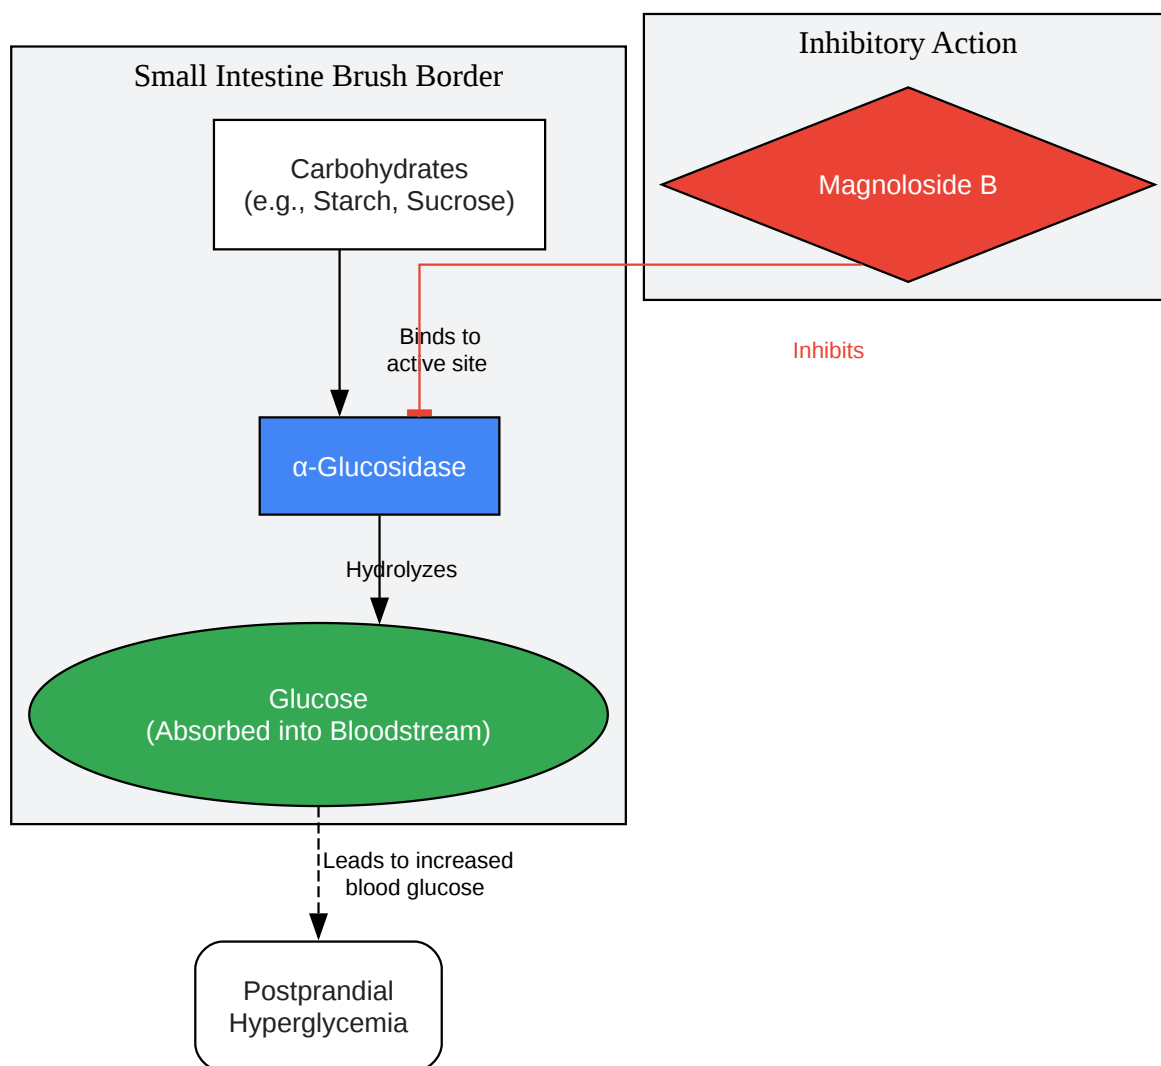 Small Intestine Brush Border
Inhibitory Action
Carbohydrates
(e.g., Starch, Sucrose)
Magnoloside B
Binds to
active site
Inhibits
α-Glucosidase
Hydrolyzes
Glucose
(Absorbed into Bloodstream)
Leads to increased
blood glucose
Postprandial
Hyperglycemia